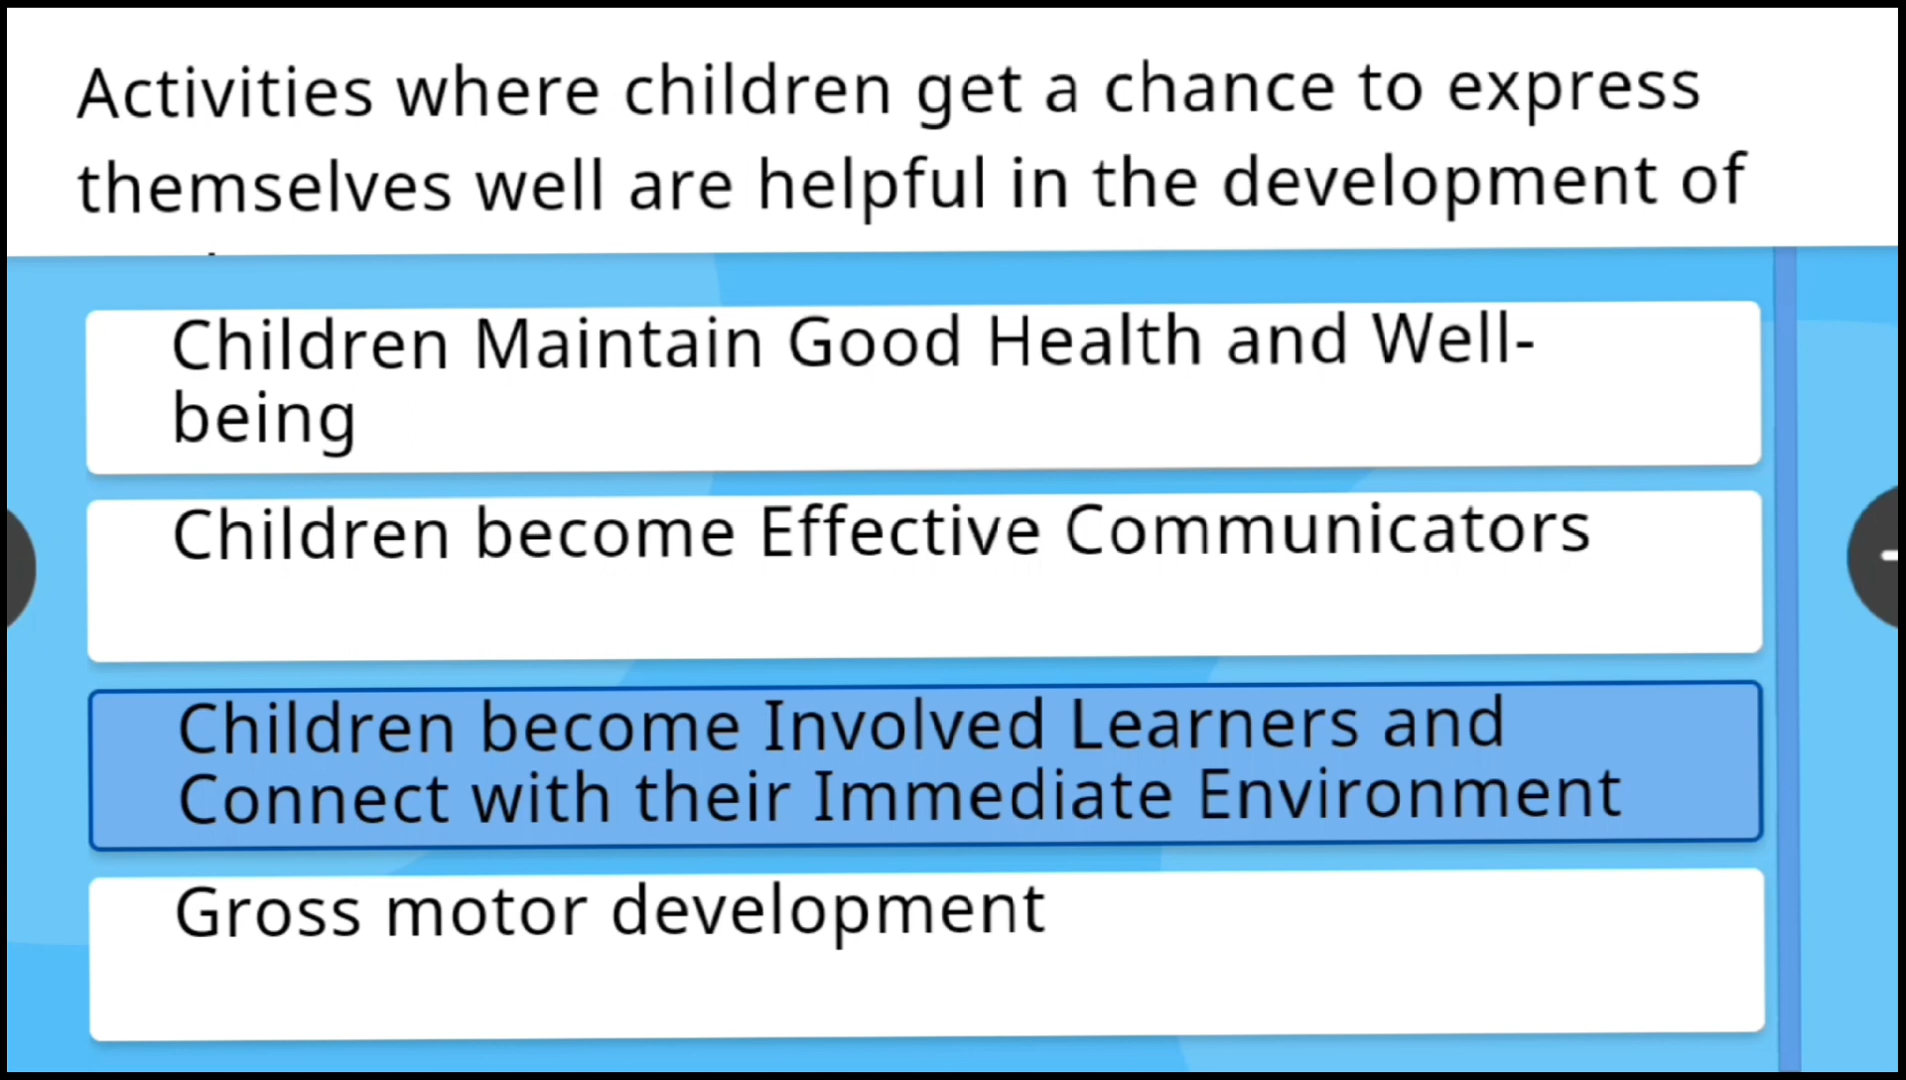 Activities where children get a chance to express
themselves well are helpful in the development of
Children Maintain Good Health and Well-
being
Children become Effective Communicators
Children become Involved Learners and
Connect with their Immediate Environment
Gross motor development